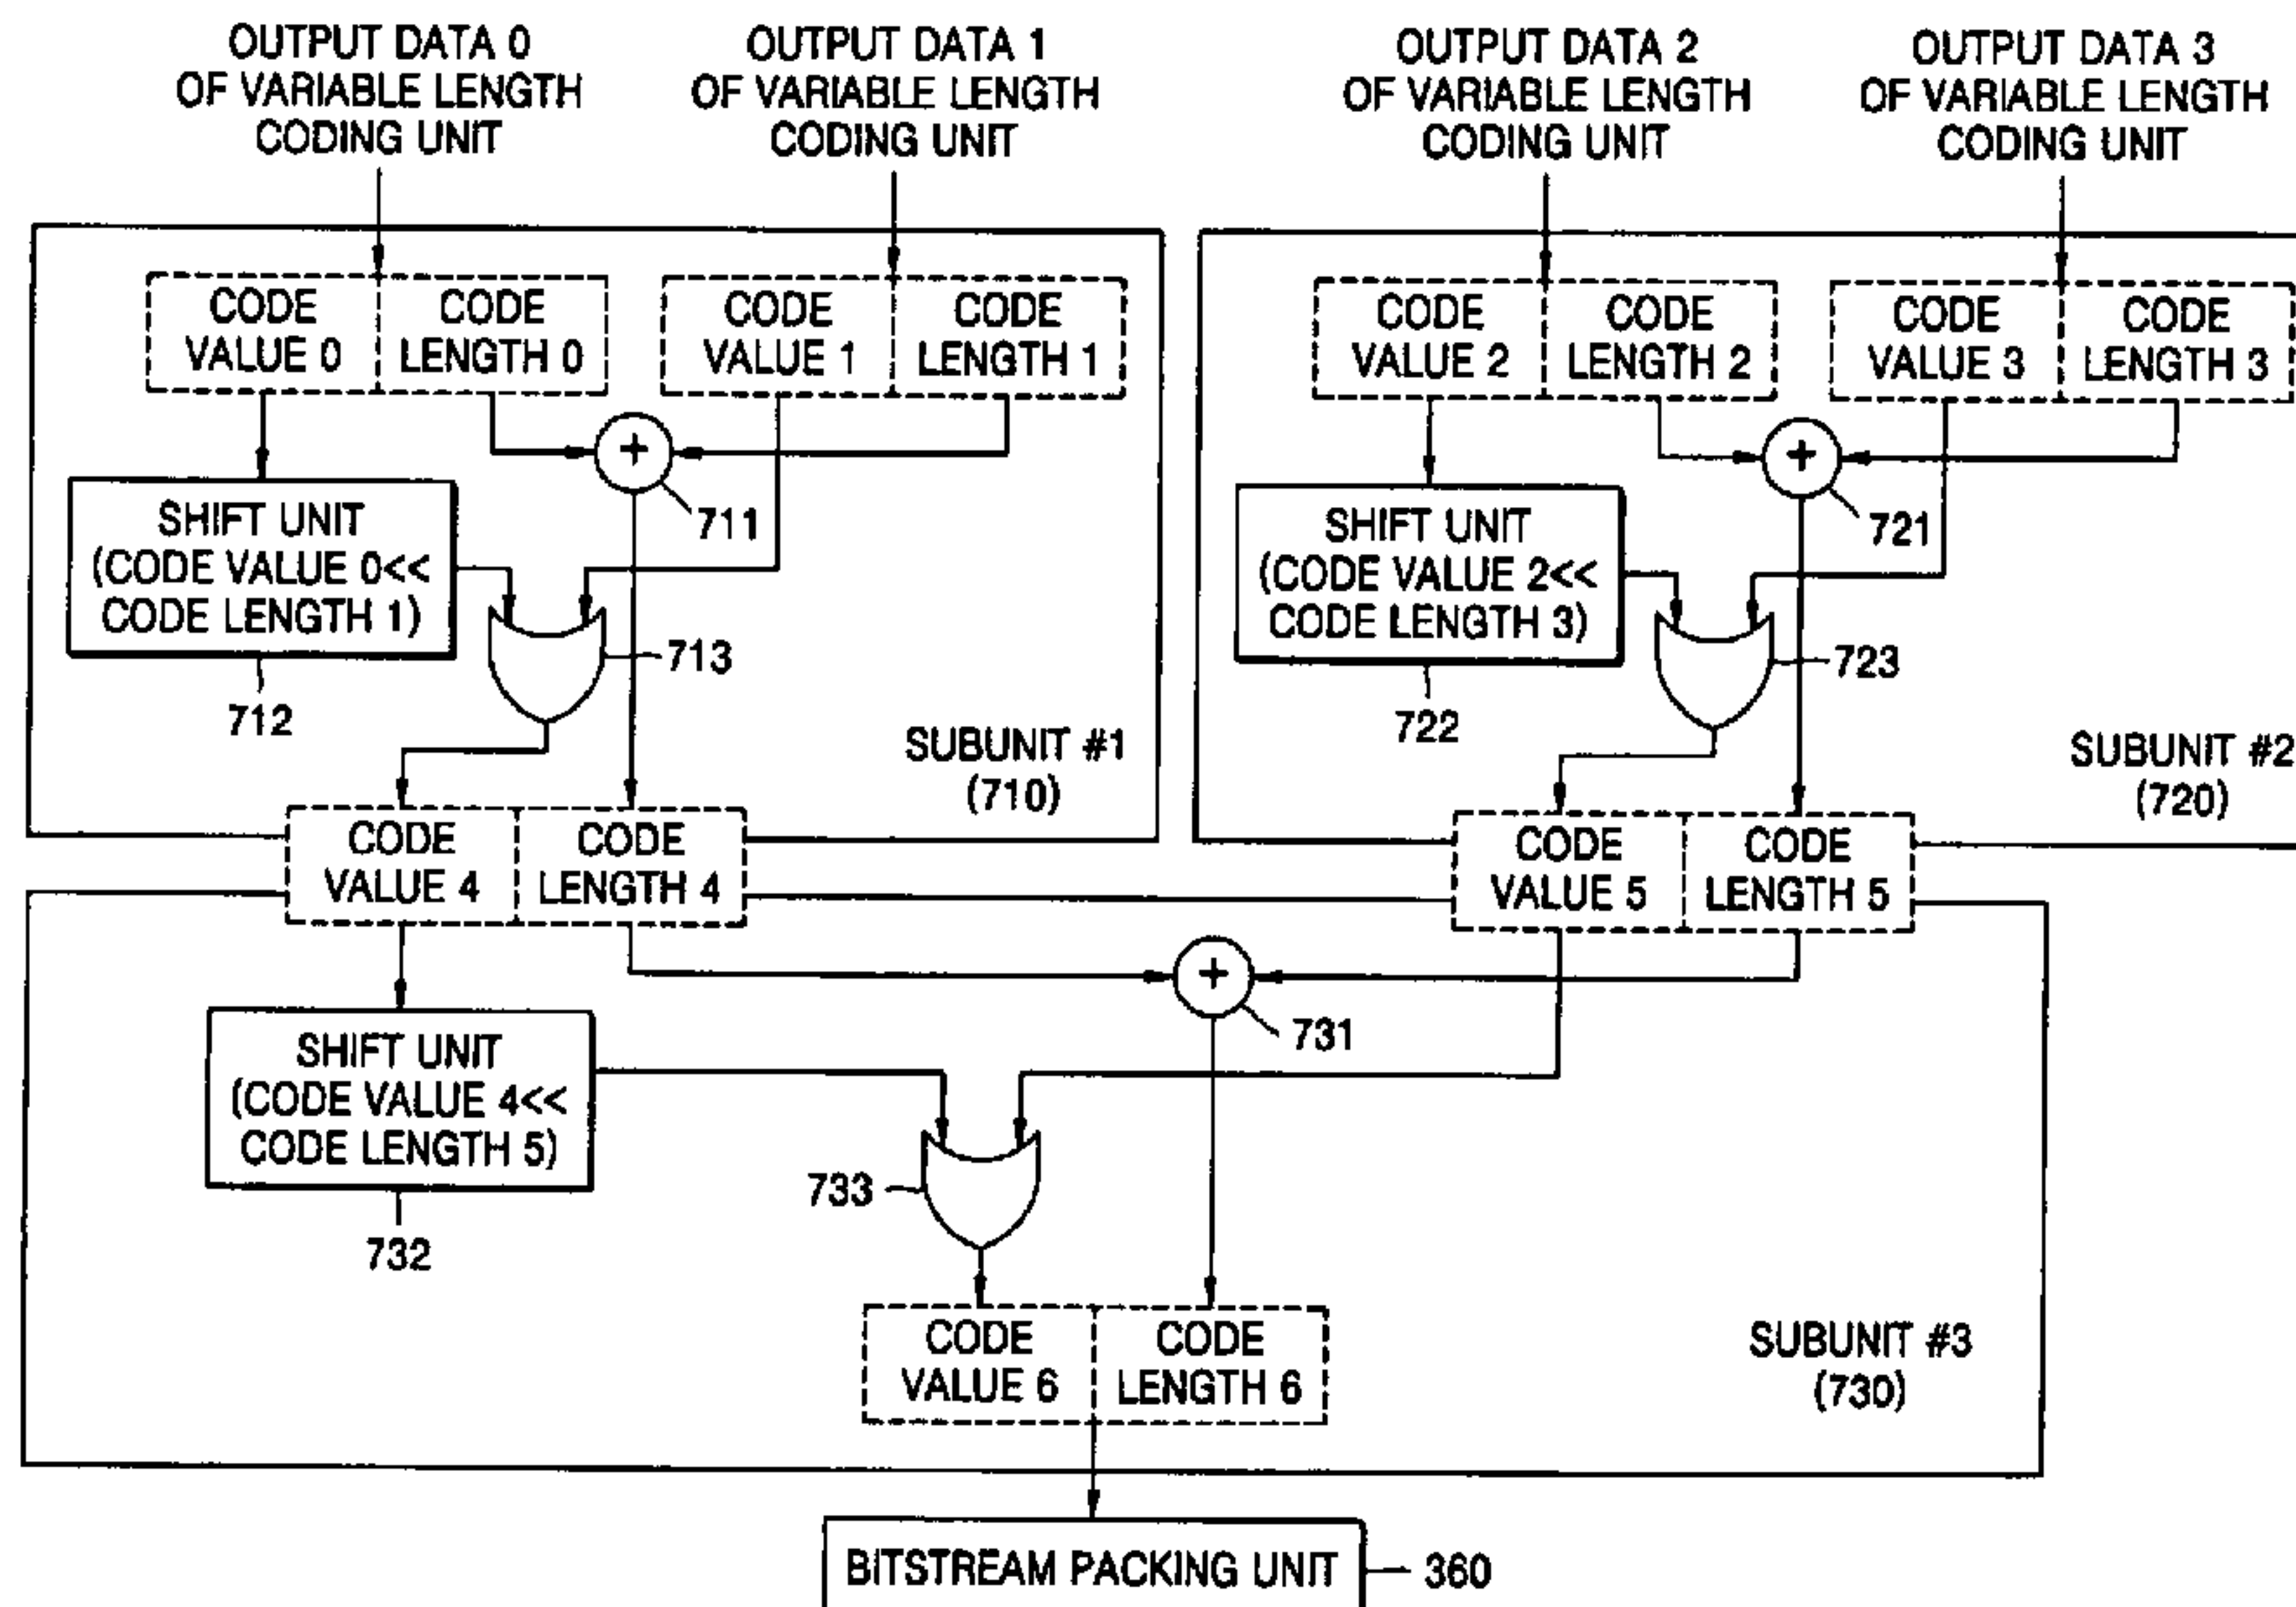 OUTPUT DATA 0
OF VARIABLE LENGTH
CODING UNIT
OUTPUT DATA 1
OF VARIABLE LENGTH
CODING UNIT
OUTPUT DATA 2
OF VARIABLE LENGTH
CODING UNIT
OUTPUT DATA 3
OF VARIABLE LENGTH
CODING UNIT
CODE
VALUE 0
CODE
LENGTH 0
CODE
VALUE 1
CODE
LENGTH 1
CODE
VALUE 2
CODE
LENGTH 2
CODE
VALUE 3
CODE
LENGTH 3
+
711
+
721
SHIFT UNIT
(CODE VALUE 0<<
CODE LENGTH 1)
712
713
SHIFT UNIT
(CODE VALUE 2<<
CODE LENGTH 3)
722
723
SUBUNIT #1
(710)
SUBUNIT #2
(720)
CODE
VALUE 4
CODE
LENGTH 4
CODE
VALUE 5
CODE
LENGTH 5
+
731
SHIFT UNIT
(CODE VALUE 4<<
CODE LENGTH 5)
732
733
CODE
VALUE 6
CODE
LENGTH 6
SUBUNIT #3
(730)
BITSTREAM PACKING UNIT
360